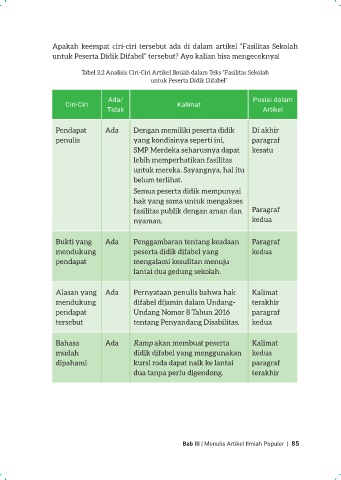 Apakah keempat ciri-ciri tersebut ada di dalam artikel “Fasilitas Sekolah
untuk Peserta Didik Difabel” tersebut? Ayo kalian bisa mengeceknya!
Tabel 3.2 Analisis Ciri-Ciri Artikel Ilmiah dalam Teks “Fasilitas Sekolah
untuk Peserta Didik Difabel”
Ciri-Ciri
Ada/
Tidak
Kalimat
Posisi dalam
Artikel
Pendapat
penulis
Ada
Dengan memiliki peserta didik
yang kondisinya seperti ini,
SMP Merdeka seharusnya dapat
lebih memperhatikan fasilitas
untuk mereka. Sayangnya, hal itu
belum terlihat.
Semua peserta didik mempunyai
hak yang sama untuk mengakses
fasilitas publik dengan aman dan
nyaman.
Di akhir
paragraf
kesatu
Paragraf
kedua
Bukti yang
mendukung
pendapat
Ada
Penggambaran tentang keadaan
peserta didik difabel yang
mengalami kesulitan menuju
lantai dua gedung sekolah.
Paragraf
kedua
Alasan yang
mendukung
pendapat
tersebut
Ada
Pernyataan penulis bahwa hak
difabel dijamin dalam Undang-
Undang Nomor 8 Tahun 2016
tentang Penyandang Disabilitas.
Kalimat
terakhir
paragraf
kedua
Bahasa
mudah
dipahami
Ada
Ramp akan membuat peserta
didik difabel yang menggunakan
kursi roda dapat naik ke lantai
dua tanpa perlu digendong.
Kalimat
kedua
paragraf
terakhir
Bab III | Menulis Artikel Ilmiah Populer | 85